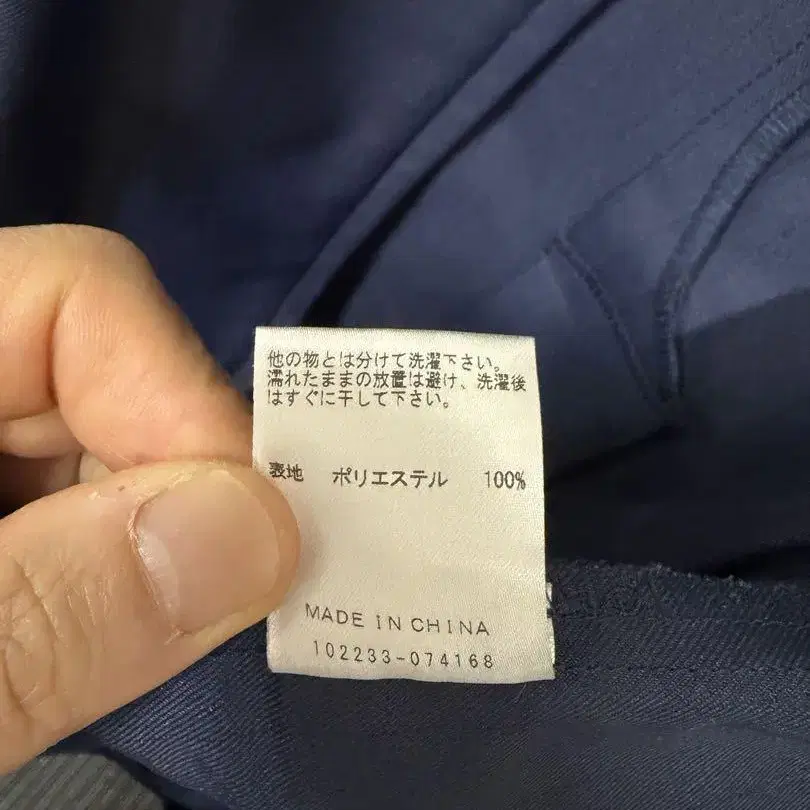 他の物とは分けて洗濯下さい。
濡れたままの放置は避け、洗濯後
はすぐに干して下さい。
表地 ポリエステル 100%
MADE IN CHINA
102233-074168